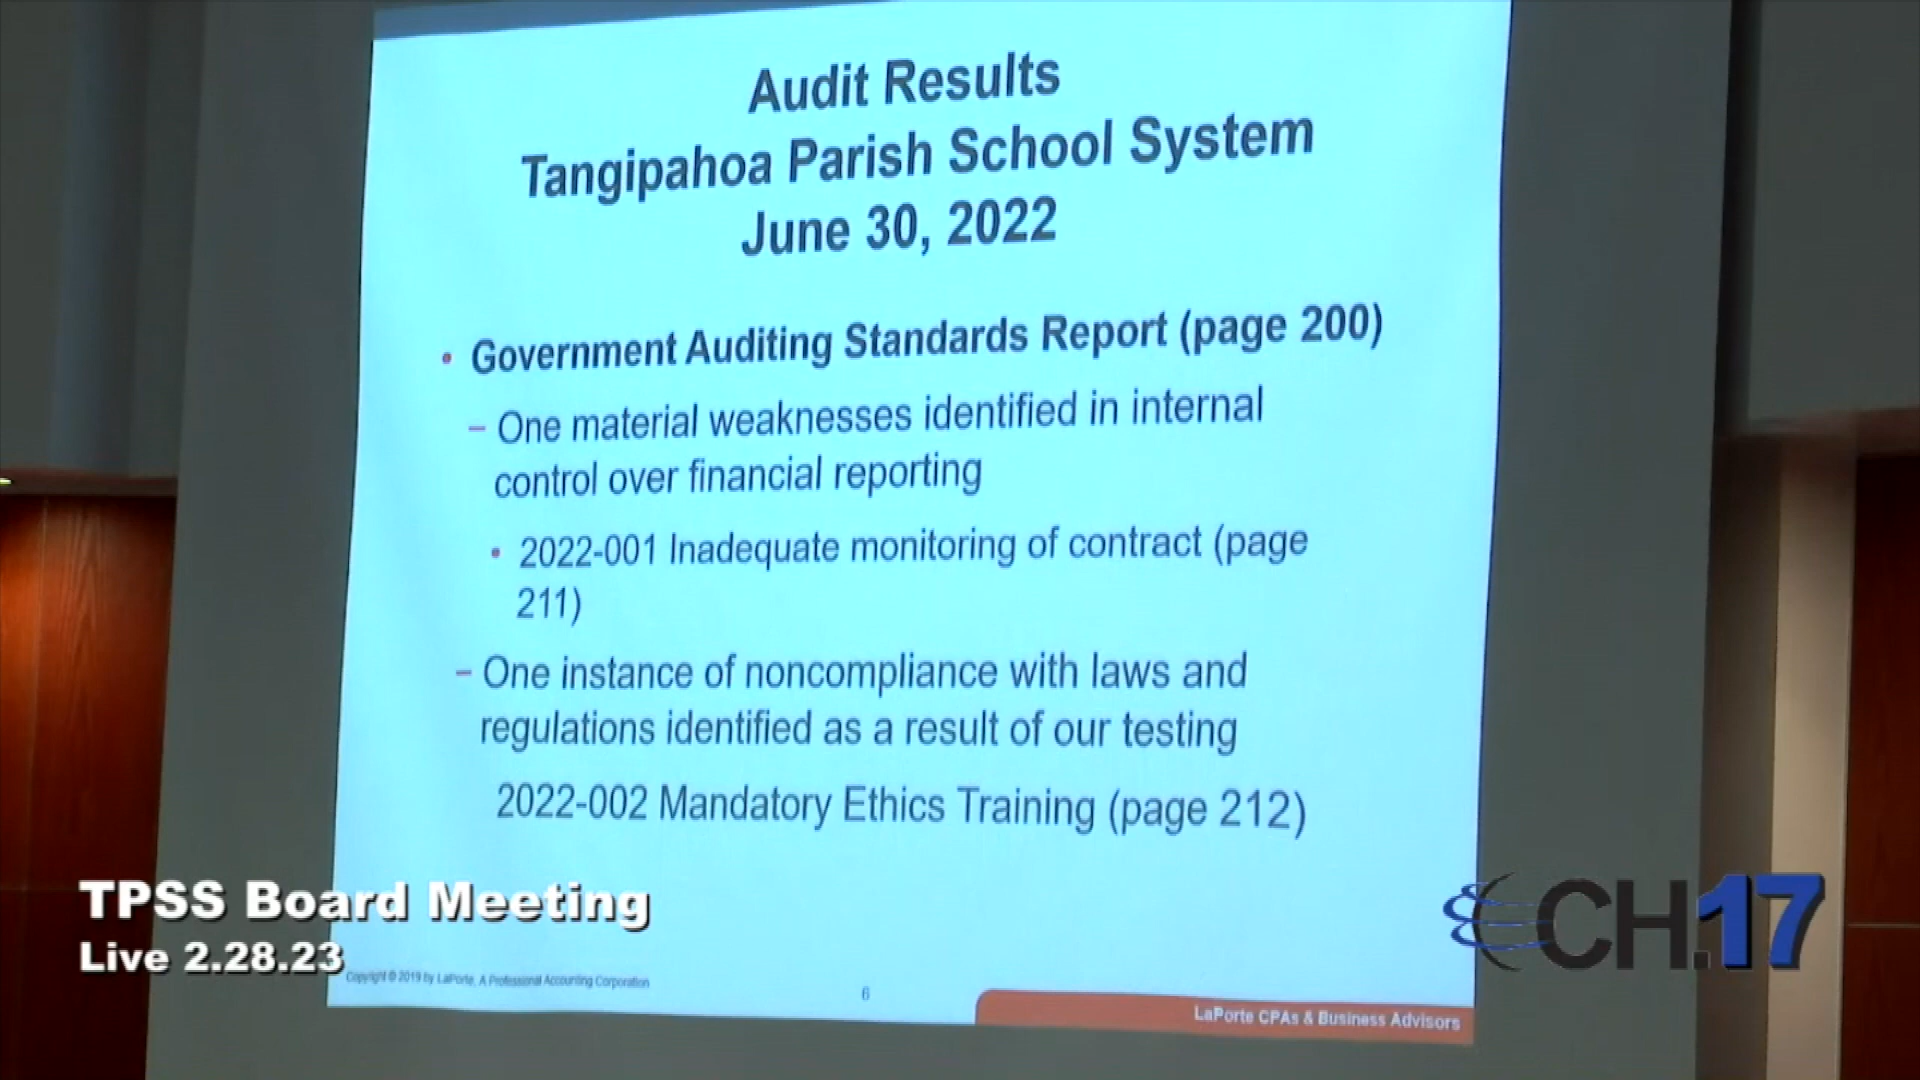 Audit Results
Tangipahoa Parish School System
June 30, 2022
• Government Auditing Standards Report (page 200)
– One material weaknesses identified in internal
control over financial reporting
• 2022-001 Inadequate monitoring of contract (page
211)
– One instance of noncompliance with laws and
regulations identified as a result of our testing
2022-002 Mandatory Ethics Training (page 212)
TPSS Board Meeting
Live 2.28.23
CH.17
Copyright © 2019 by LaPorte, A Professional Accounting Corporation
6
LaPorte CPAs & Business Advisors